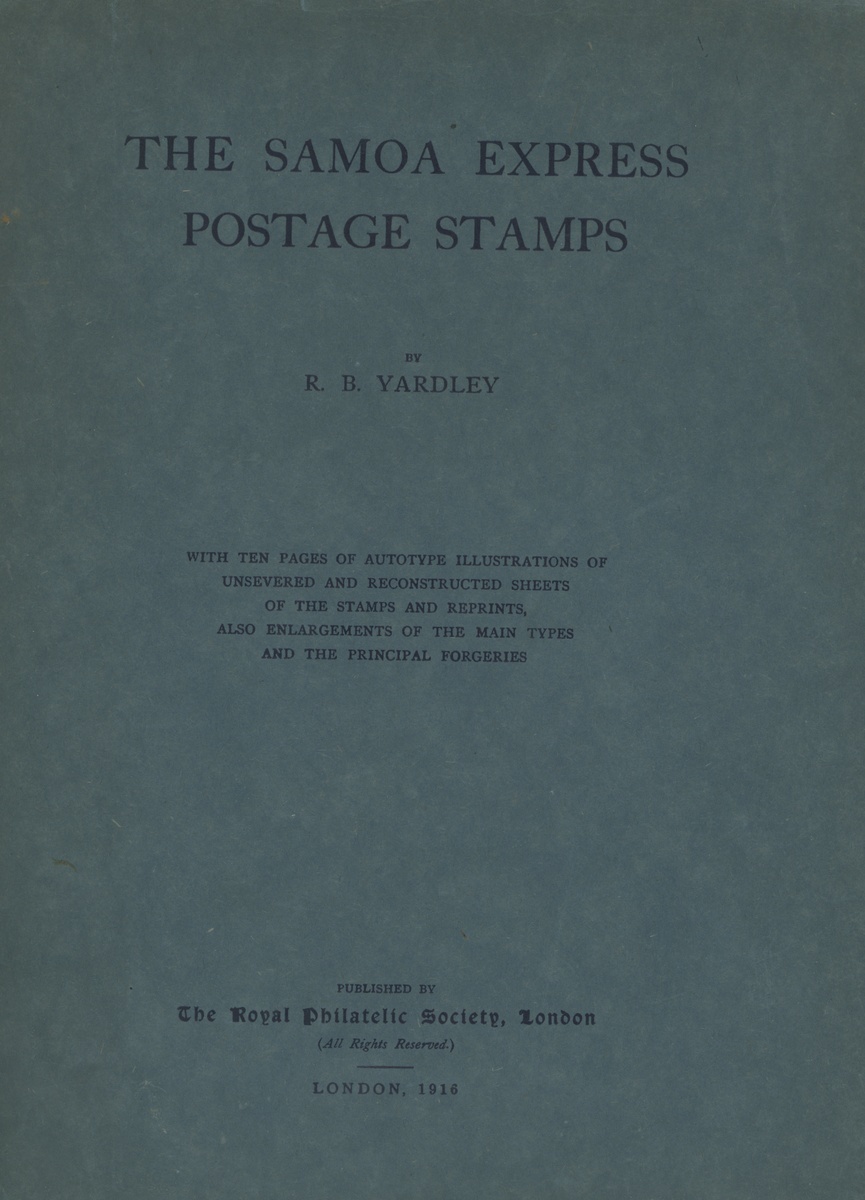 THE SAMOA EXPRESS
POSTAGE STAMPS
BY
R. B. YARDLEY
WITH TEN PAGES OF AUTOTYPE ILLUSTRATIONS OF
UNSEVERED AND RECONSTRUCTED SHEETS
OF THE STAMPS AND REPRINTS,
ALSO ENLARGEMENTS OF THE MAIN TYPES
AND THE PRINCIPAL FORGERIES
PUBLISHED BY
The Royal Philatelic Society, London
(All Rights Reserved.)
LONDON, 1916